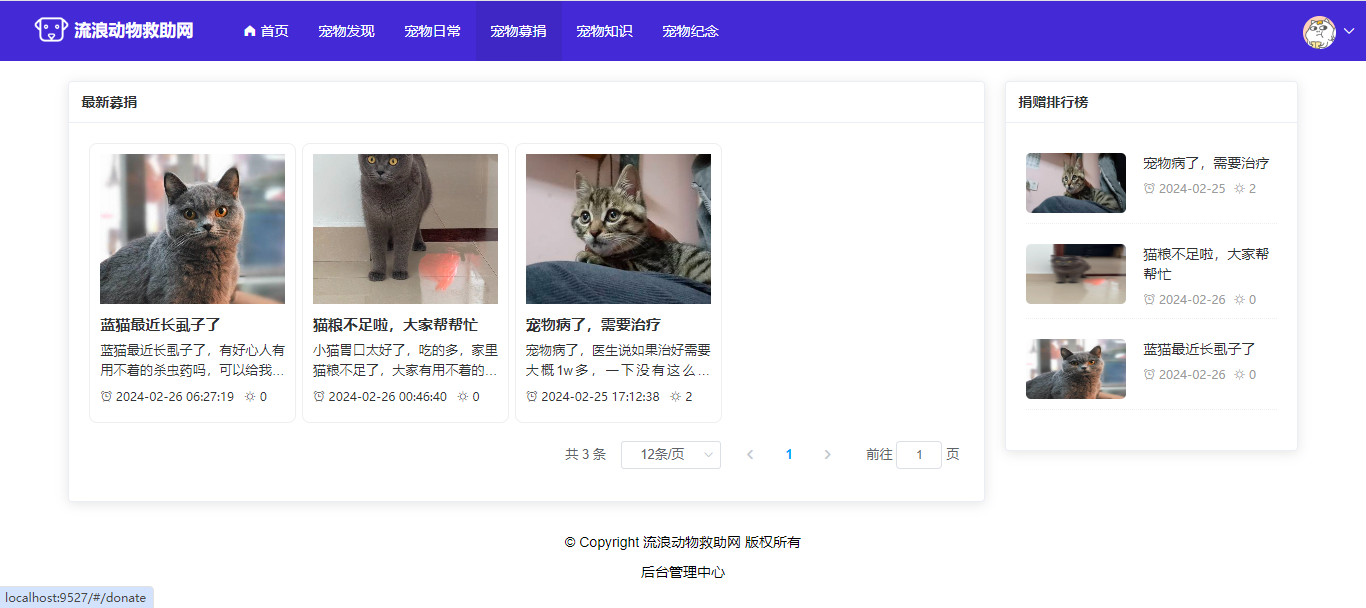 流浪动物救助网
首页 宠物发现 宠物日常 宠物募捐 宠物知识 宠物纪念
最新募捐
蓝猫最近长虱子了
蓝猫最近长虱子了，有好心人有
用不着的杀虫药吗，可以给我...
2024-02-26 06:27:19 0
猫粮不足啦，大家帮帮忙
小猫胃口太好了，吃的多，家里
猫粮不足了，大家有用不着的...
2024-02-26 00:46:40 0
宠物病了，需要治疗
宠物病了，医生说如果治好需要
大概1w多，一下没有这么...
2024-02-25 17:12:38 2
共 3 条 12条/页 1 前往 1 页
捐赠排行榜
宠物病了，需要治疗
2024-02-25 2
猫粮不足啦，大家帮
帮忙
2024-02-26 0
蓝猫最近长虱子了
2024-02-26 0
© Copyright 流浪动物救助网 版权所有
后台管理中心
localhost:9527/#/donate